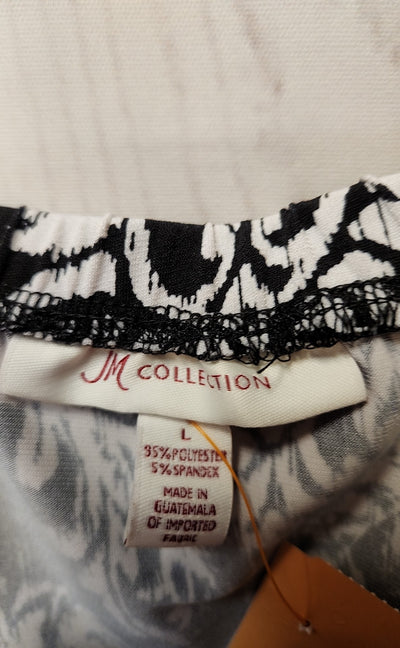 JM COLLECTION
L
95% POLYESTER
5% SPANDEX
MADE IN
GUATEMALA
OF IMPORTED
FABRIC